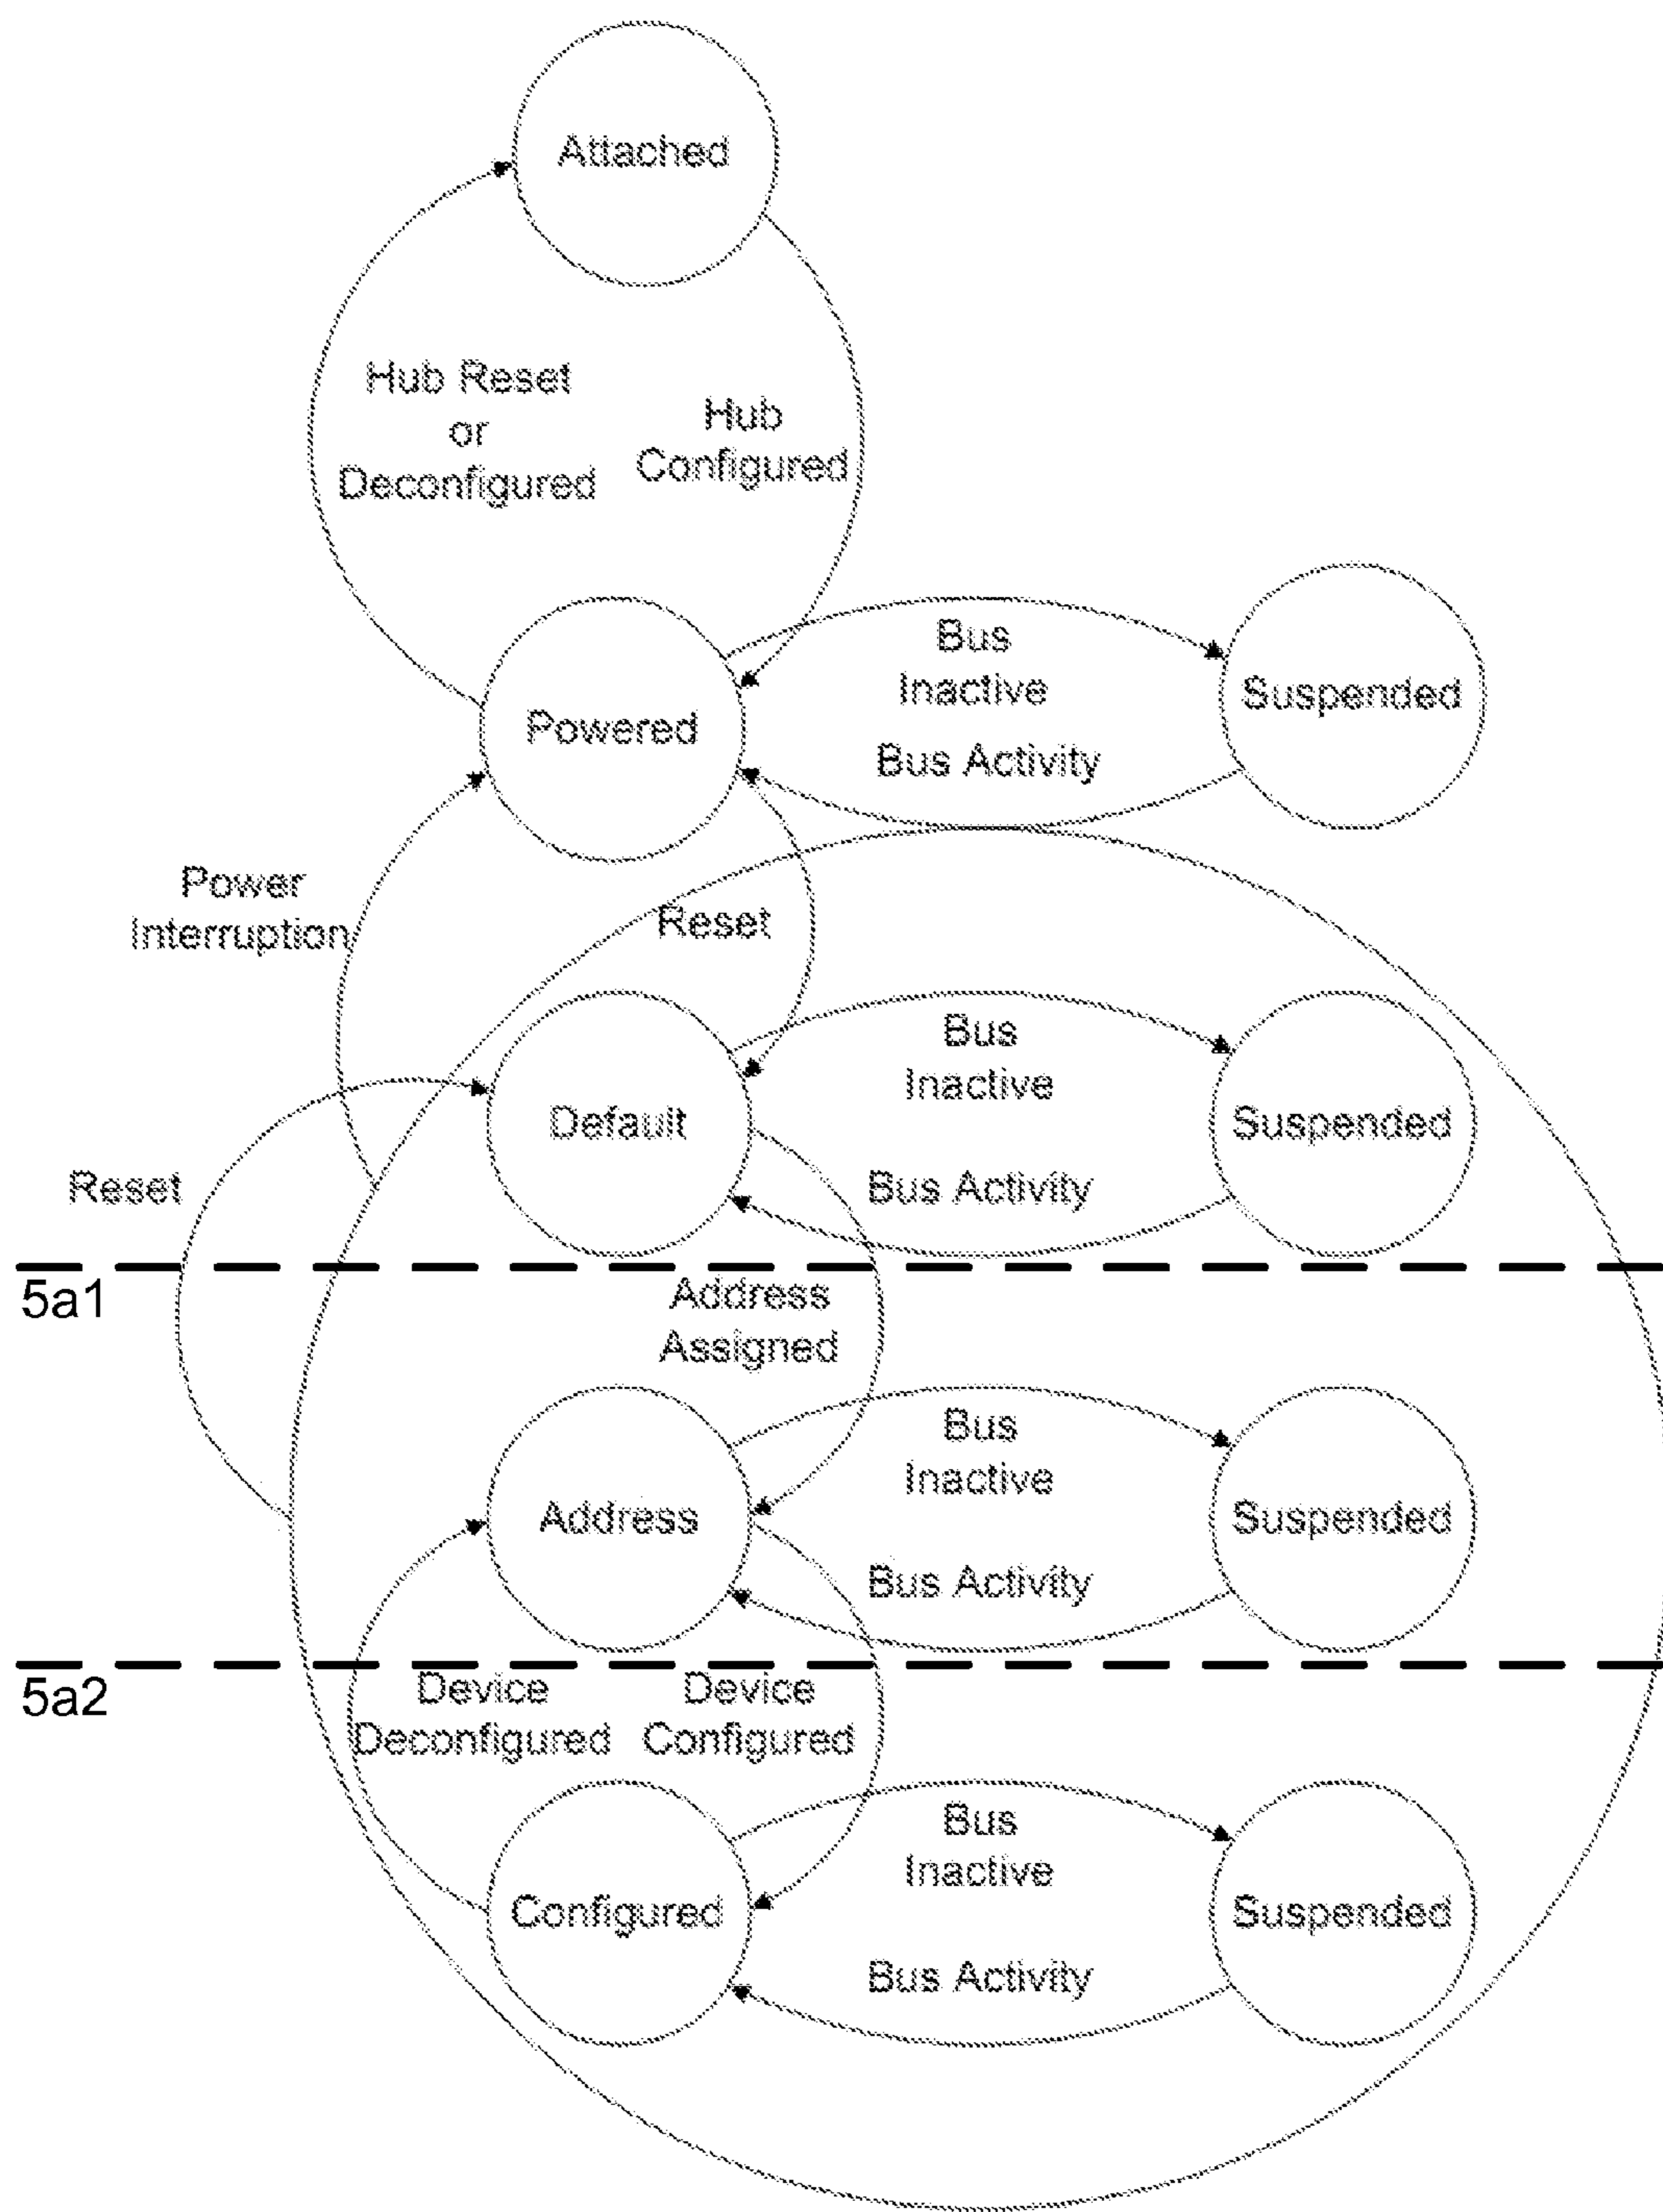 Attached
Hub Reset
or
Deconfigured
Hub
Configured
Powered
Bus
Inactive
Bus Activity
Suspended
Power
Interruption
Reset
Default
Bus
Inactive
Bus Activity
Suspended
Reset
5a1
Address
Assigned
Address
Bus
Inactive
Bus Activity
Suspended
5a2
Device
Deconfigured
Device
Configured
Configured
Bus
Inactive
Bus Activity
Suspended